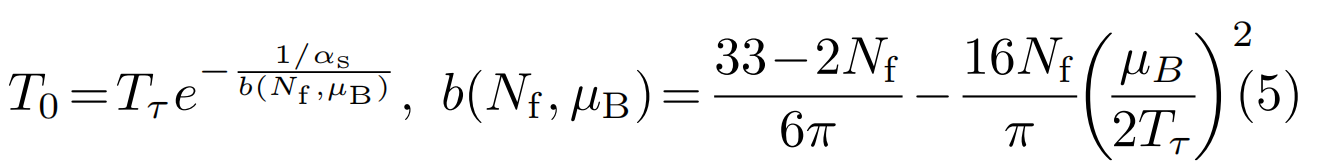 T₀=T_τ e^{−\frac{1/α_s}{b(N_f,μ_B)}}, b(N_f,μ_B)=\frac{33−2N_f}{6π}−\frac{16N_f}{π}\left(\frac{μ_B}{2T_τ}\right)^2 (5)